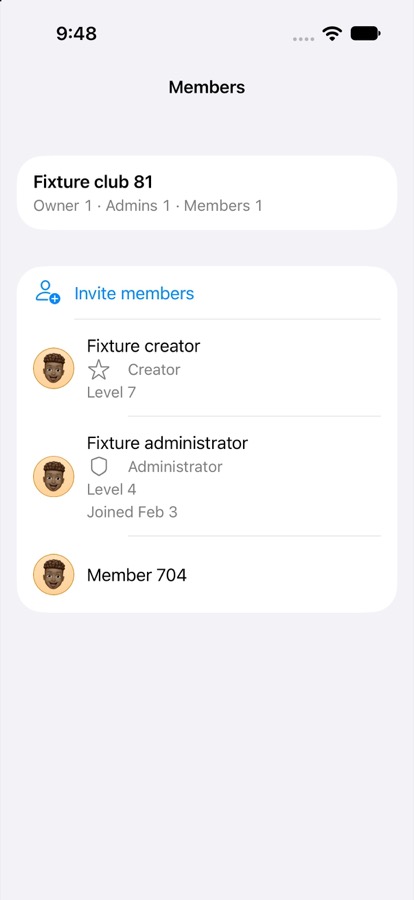 9:48
Members
Fixture club 81
Owner 1 · Admins 1 · Members 1
Invite members
Fixture creator
Creator
Level 7
Fixture administrator
Administrator
Level 4
Joined Feb 3
Member 704